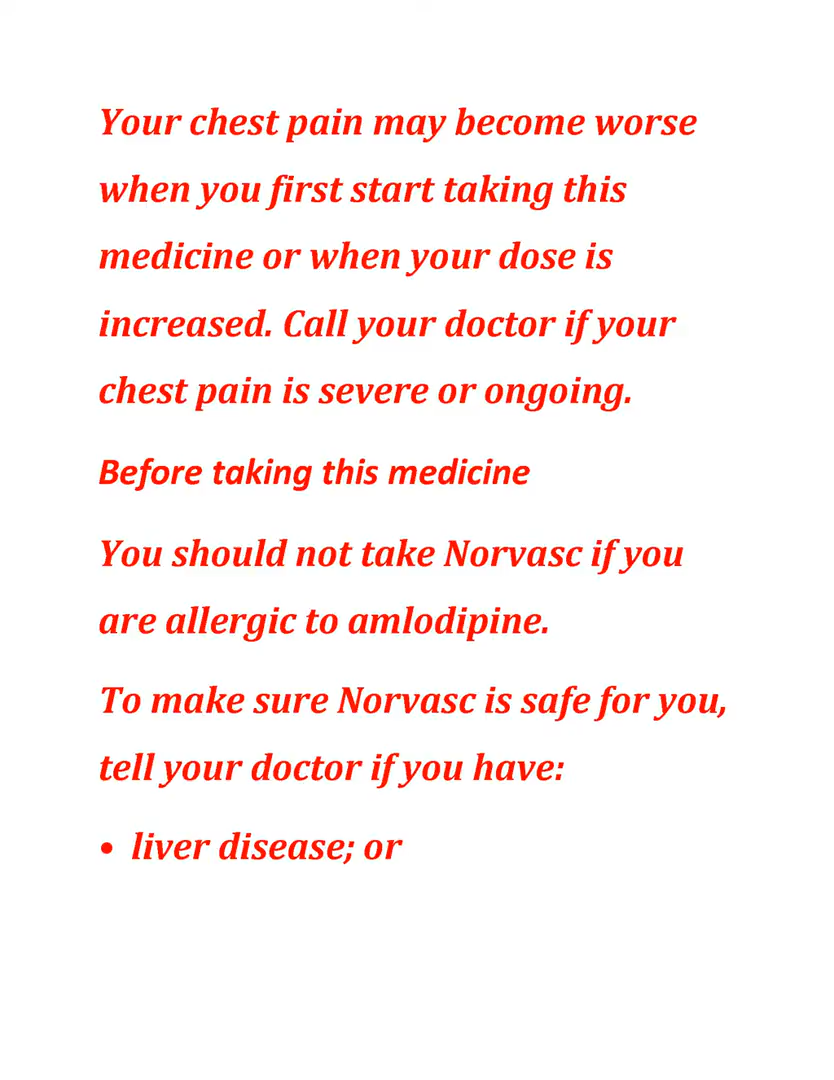 Your chest pain may become worse
when you first start taking this
medicine or when your dose is
increased. Call your doctor if your
chest pain is severe or ongoing.
Before taking this medicine
You should not take Norvasc if you
are allergic to amlodipine.
To make sure Norvasc is safe for you,
tell your doctor if you have:
• liver disease; or